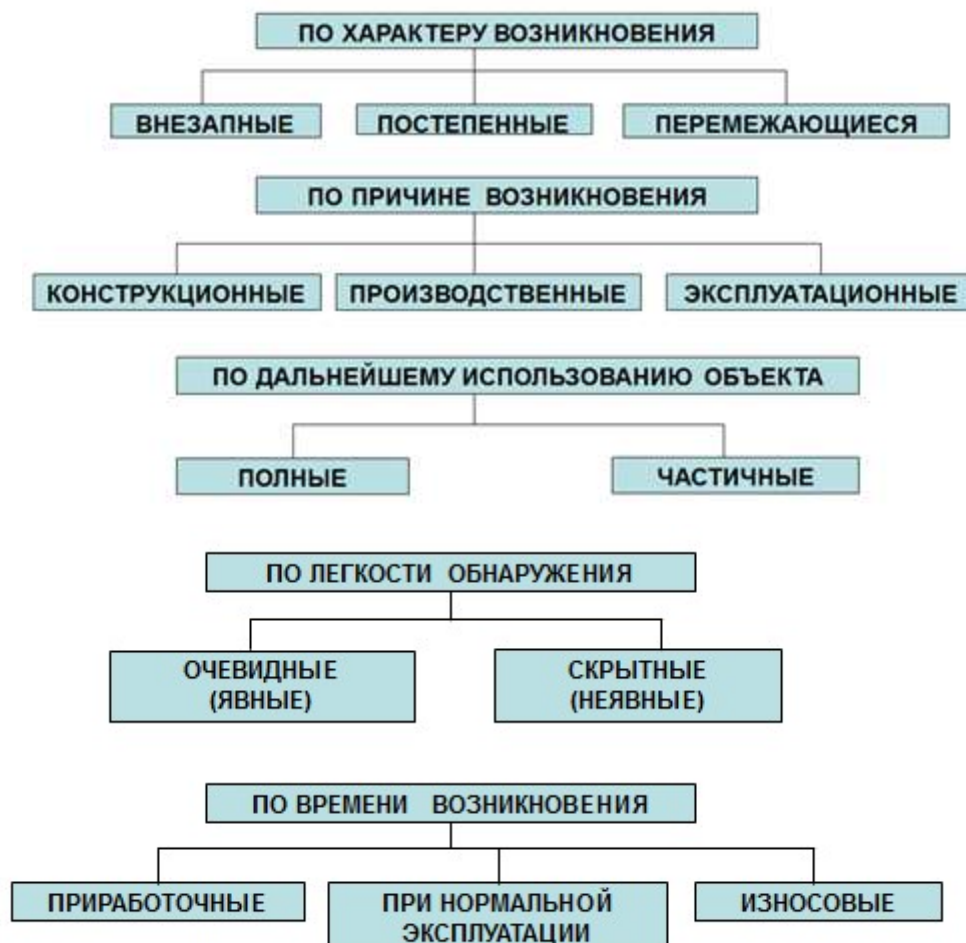 ПО ХАРАКТЕРУ ВОЗНИКНОВЕНИЯ
ВНЕЗАПНЫЕ
ПОСТЕПЕННЫЕ
ПЕРЕМЕЖАЮЩИЕСЯ
ПО ПРИЧИНЕ ВОЗНИКНОВЕНИЯ
КОНСТРУКЦИОННЫЕ
ПРОИЗВОДСТВЕННЫЕ
ЭКСПЛУАТАЦИОННЫЕ
ПО ДАЛЬНЕЙШЕМУ ИСПОЛЬЗОВАНИЮ ОБЪЕКТА
ПОЛНЫЕ
ЧАСТИЧНЫЕ
ПО ЛЕГКОСТИ ОБНАРУЖЕНИЯ
ОЧЕВИДНЫЕ
(ЯВНЫЕ)
СКРЫТНЫЕ
(НЕЯВНЫЕ)
ПО ВРЕМЕНИ ВОЗНИКНОВЕНИЯ
ПРИРАБОТОЧНЫЕ
ПРИ НОРМАЛЬНОЙ
ЭКСПЛУАТАЦИИ
ИЗНОСОВЫЕ